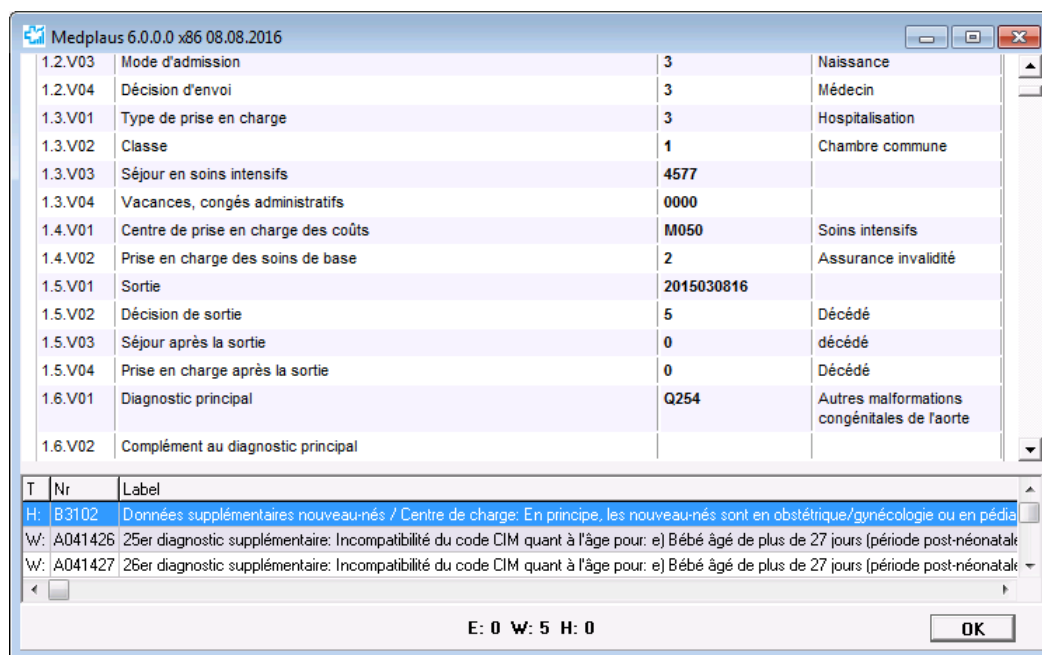 Medplaus 6.0.0.0 x86 08.08.2016
1.2.V03 Mode d'admission 3 Naissance
1.2.V04 Décision d'envoi 3 Médecin
1.3.V01 Type de prise en charge 3 Hospitalisation
1.3.V02 Classe 1 Chambre commune
1.3.V03 Séjour en soins intensifs 4577
1.3.V04 Vacances, congés administratifs 0000
1.4.V01 Centre de prise en charge des coûts M050 Soins intensifs
1.4.V02 Prise en charge des soins de base 2 Assurance invalidité
1.5.V01 Sortie 2015030816
1.5.V02 Décision de sortie 5 Décédé
1.5.V03 Séjour après la sortie 0 décédé
1.5.V04 Prise en charge après la sortie 0 Décédé
1.6.V01 Diagnostic principal Q254 Autres malformations
congénitales de l'aorte
1.6.V02 Complément au diagnostic principal
T Nr Label
H: B3102 Données supplémentaires nouveau-nés / Centre de charge: En principe, les nouveau-nés sont en obstétrique/gynécologie ou en pédia
W: A041426 25er diagnostic supplémentaire: Incompatibilité du code CIM quant à l'âge pour: e) Bébé âgé de plus de 27 jours (période post-néonatale
W: A041427 26er diagnostic supplémentaire: Incompatibilité du code CIM quant à l'âge pour: e) Bébé âgé de plus de 27 jours (période post-néonatale
E: 0 W: 5 H: 0
OK